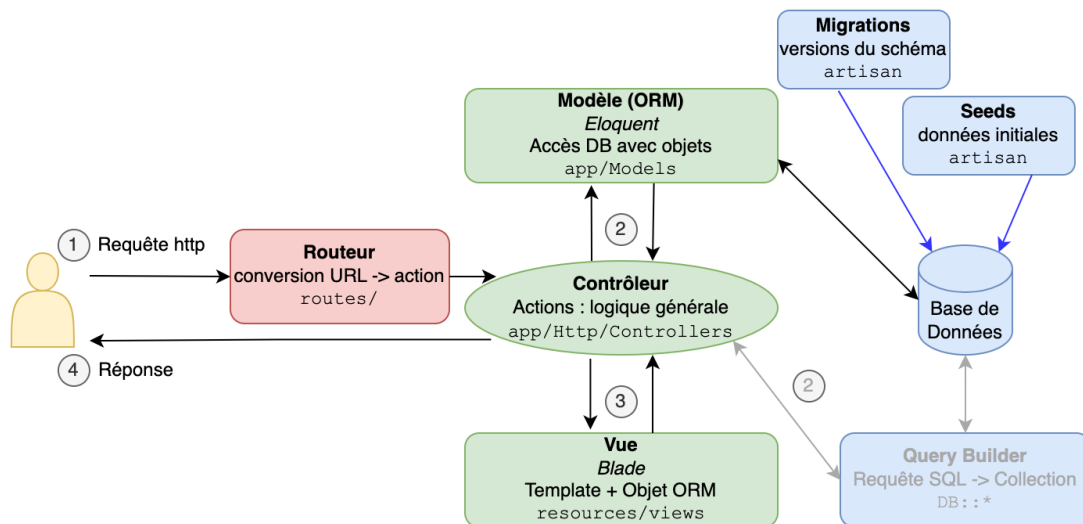 Migrations
versions du schéma
artisan
Seeds
données initiales
artisan
Modèle (ORM)
Eloquent
Accès DB avec objets
app/Models
1
Requête http
Routeur
conversion URL -> action
routes/
2
Contrôleur
Actions : logique générale
app/Http/Controllers
Base de
Données
4
Réponse
3
2
Vue
Blade
Template + Objet ORM
resources/views
Query Builder
Requête SQL -> Collection
DB::*